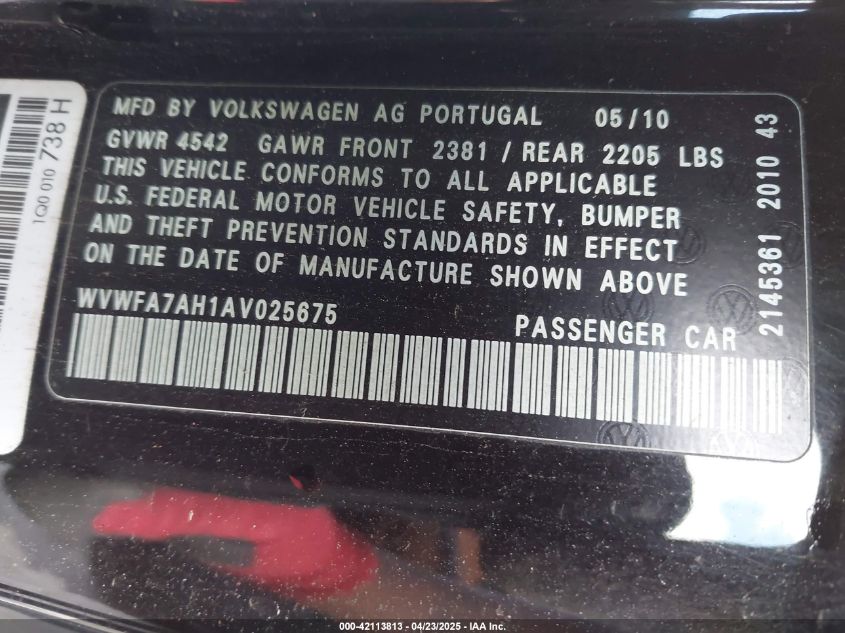 MFD BY VOLKSWAGEN AG PORTUGAL 05/10
GVWR 4542 GAWR FRONT 2381 / REAR 2205 LBS
THIS VEHICLE CONFORMS TO ALL APPLICABLE
U.S. FEDERAL MOTOR VEHICLE SAFETY, BUMPER
AND THEFT PREVENTION STANDARDS IN EFFECT
ON THE DATE OF MANUFACTURE SHOWN ABOVE
WVWFA7AH1AV025675
PASSENGER CAR
2145361 2010 43
1Q0 010 738 H
000-42113813 - 04/23/2025 - IAA Inc.